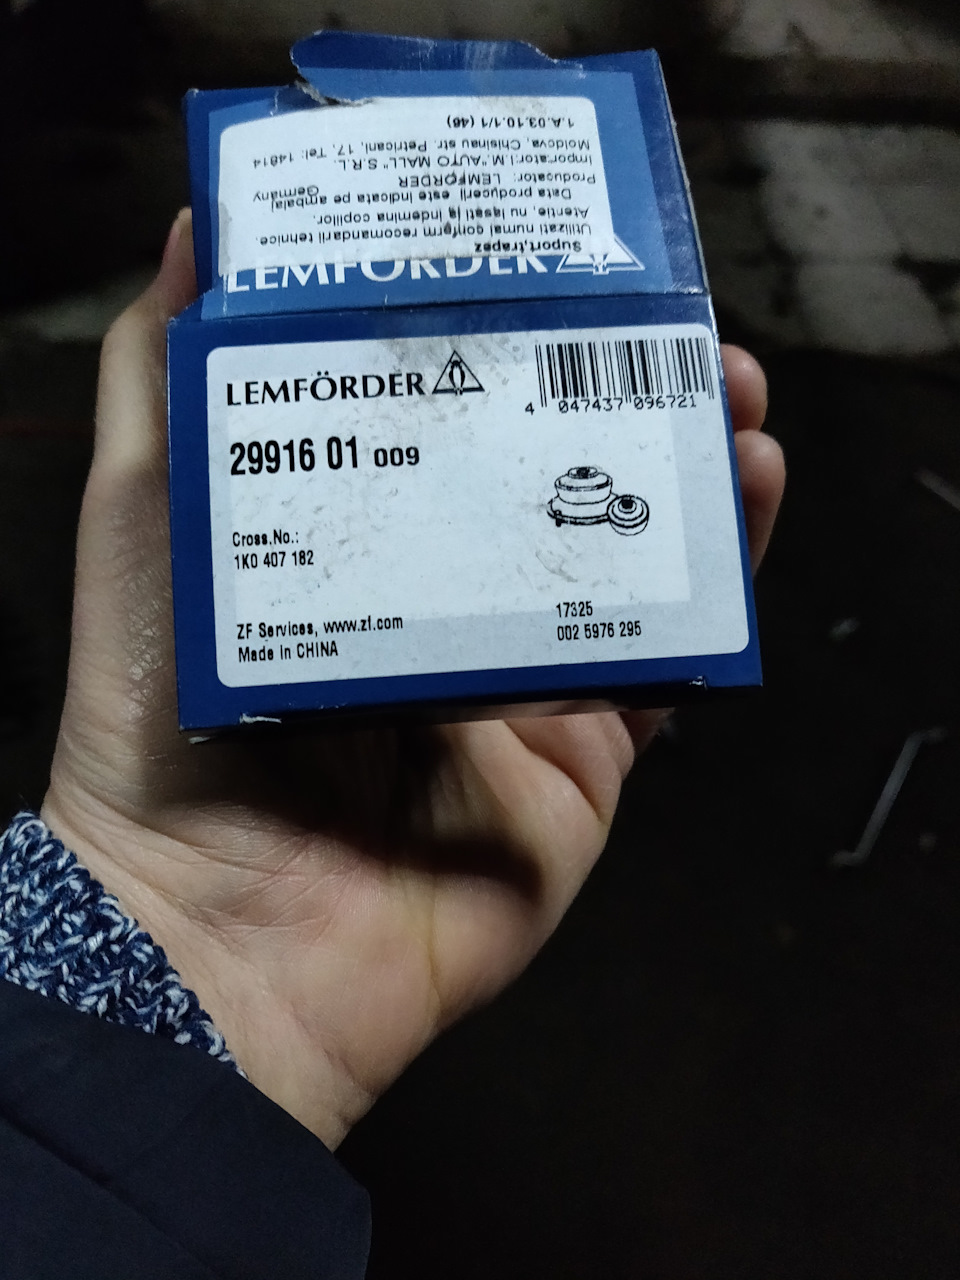 Suport,trapez
Utilizati numai conform recomandarii tehnice.
Atentie, nu lasati la indemina copiilor.
Data producerii este indicata pe ambalaj
Germany
Producator: LEMFÖRDER
Importator:I.M."AUTO MALL" S.R.L.
Moldova, Chisinau str. Petricani, 17, Tel: 14814
1.A.03.10.1/1 (46)
LEMFÖRDER
LEMFÖRDER
4 047437 096721
29916 01 009
Cross.No.:
1K0 407 182
ZF Services, www.zf.com
Made in CHINA
17325
002 5976 295